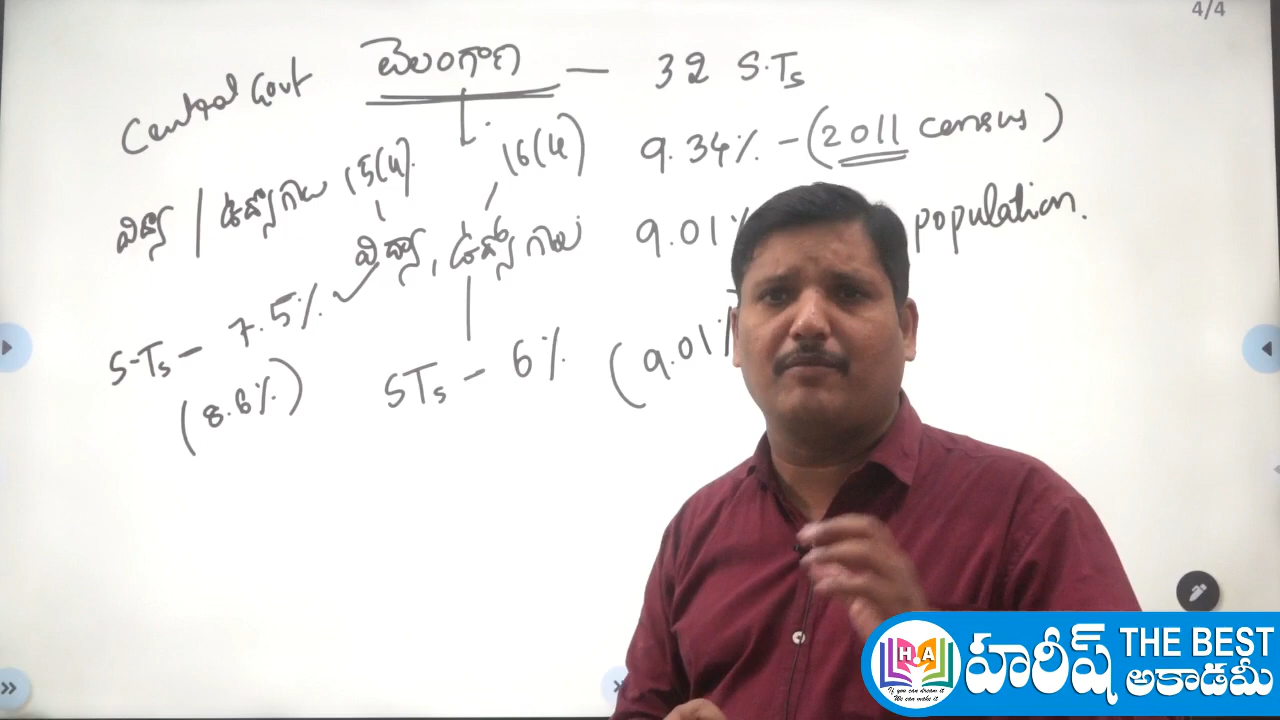 4/4
Central Govt తెలంగాణ — 32 S.Ts
15(4). 16(4) 9.34% - (2011 census)
విద్యా / ఉద్యోగాలు విద్యా, ఉద్యోగాలు 9.01% population.
S.Ts - 7.5% STs - 6% (9.01%
(8.6%)
HA
If you can dream it
We can make it
హరీష్ THE BEST
అకాడమీ